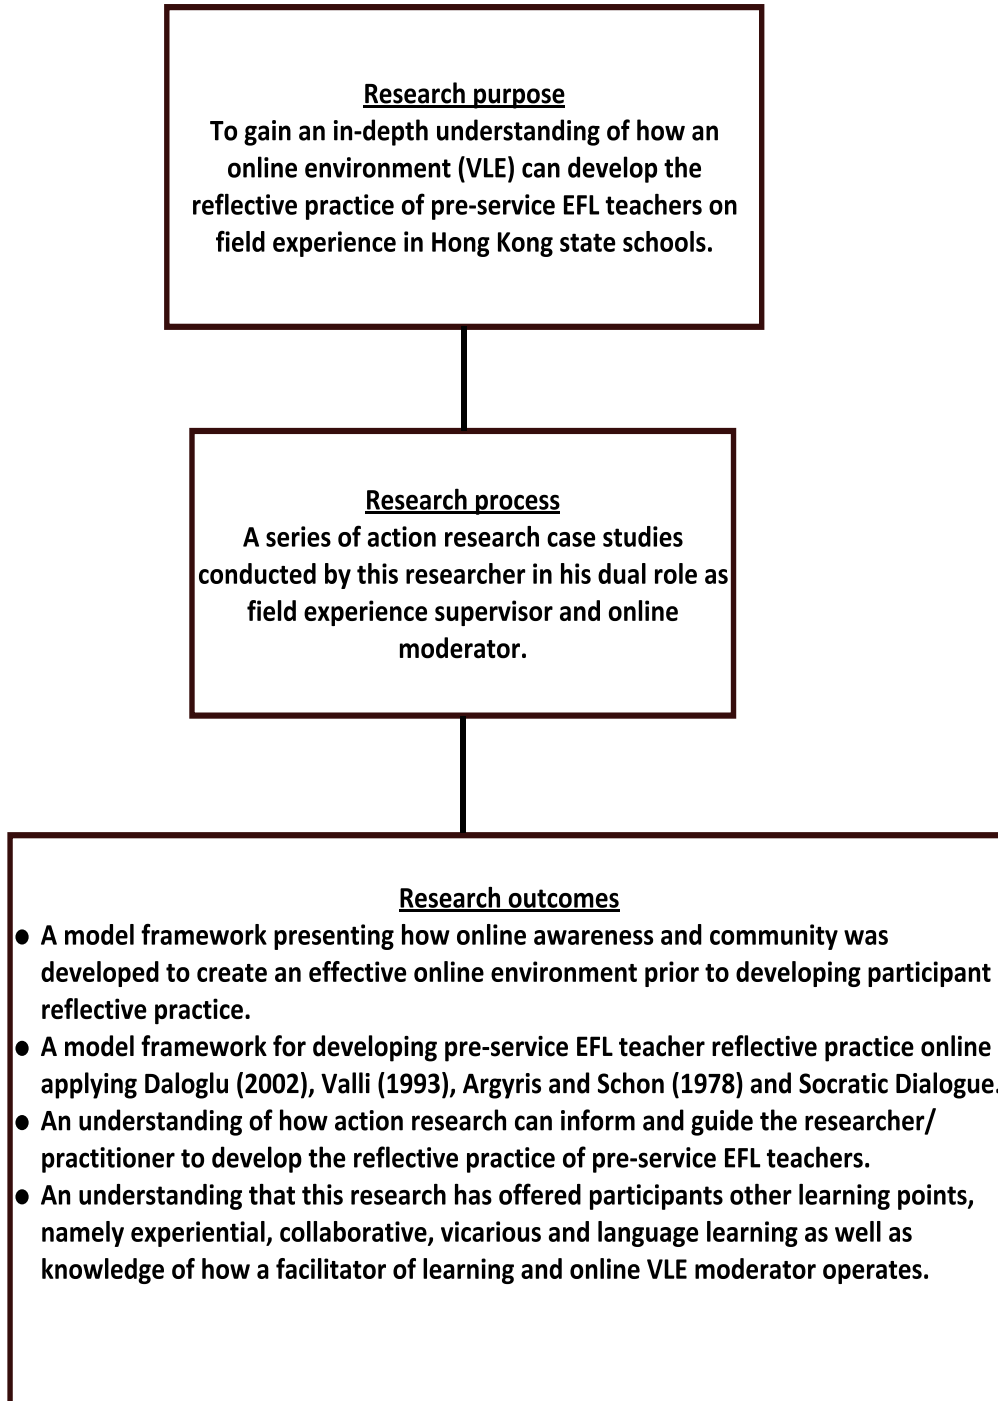 Research purpose
To gain an in-depth understanding of how an
online environment (VLE) can develop the
reflective practice of pre-service EFL teachers on
field experience in Hong Kong state schools.
Research process
A series of action research case studies
conducted by this researcher in his dual role as
field experience supervisor and online
moderator.
Research outcomes
● A model framework presenting how online awareness and community was
developed to create an effective online environment prior to developing participant
reflective practice.
● A model framework for developing pre-service EFL teacher reflective practice online
applying Daloglu (2002), Valli (1993), Argyris and Schon (1978) and Socratic Dialogue.
● An understanding of how action research can inform and guide the researcher/
practitioner to develop the reflective practice of pre-service EFL teachers.
● An understanding that this research has offered participants other learning points,
namely experiential, collaborative, vicarious and language learning as well as
knowledge of how a facilitator of learning and online VLE moderator operates.